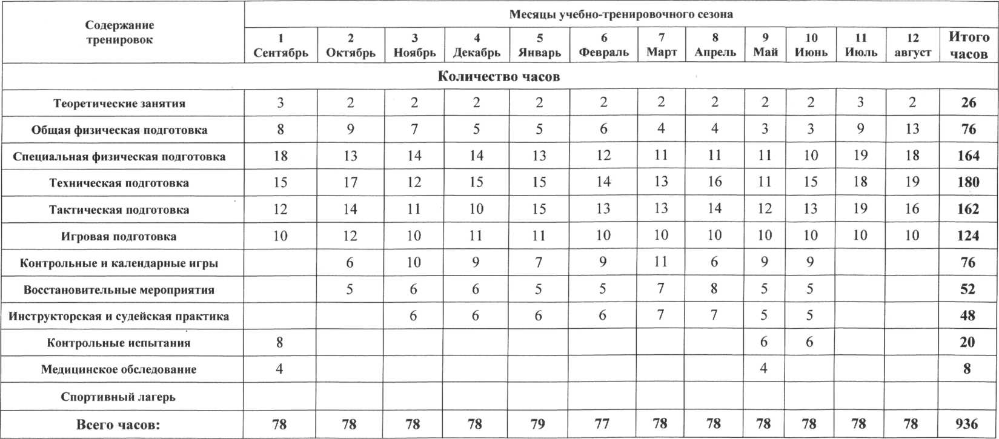 Содержание тренировок Месяцы учебно-тренировочного сезона
1 Сентябрь 2 Октябрь 3 Ноябрь 4 Декабрь 5 Январь 6 Февраль 7 Март 8 Апрель 9 Май 10 Июнь 11 Июль 12 август Итого часов
Количество часов
Теоретические занятия 3 2 2 2 2 2 2 2 2 2 3 2 26
Общая физическая подготовка 8 9 7 5 5 6 4 4 3 3 9 13 76
Специальная физическая подготовка 18 13 14 14 13 12 11 11 11 10 19 18 164
Техническая подготовка 15 17 12 15 15 14 13 16 11 15 18 19 180
Тактическая подготовка 12 14 11 10 15 13 13 14 12 13 19 16 162
Игровая подготовка 10 12 10 11 11 10 10 10 10 10 10 10 124
Контрольные и календарные игры 6 10 9 7 9 11 6 9 9 76
Восстановительные мероприятия 5 6 6 5 5 7 8 5 5 52
Инструкторская и судейская практика 6 6 6 6 7 7 5 5 48
Контрольные испытания 8 6 6 20
Медицинское обследование 4 4 8
Спортивный лагерь
Всего часов: 78 78 78 78 79 77 78 78 78 78 78 78 936